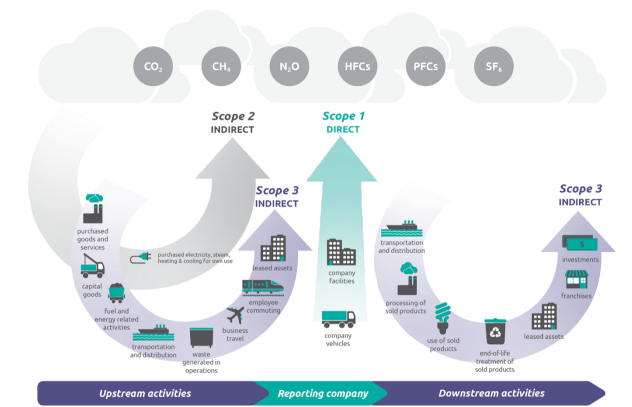 CO₂
CH₄
N₂O
HFCs
PFCs
SF₆
Scope 2
INDIRECT
Scope 1
DIRECT
Scope 3
INDIRECT
Scope 3
INDIRECT
purchased
goods and
services
capital
goods
fuel and
energy related
activities
transportation
and distribution
waste
generated in
operations
business
travel
employee
commuting
leased assets
purchased electricity, steam,
heating & cooling for own use
company
facilities
company
vehicles
transportation
and distribution
processing of
sold products
use of sold
products
end-of-life
treatment of
sold products
leased assets
franchises
$
investments
Upstream activities
Reporting company
Downstream activities